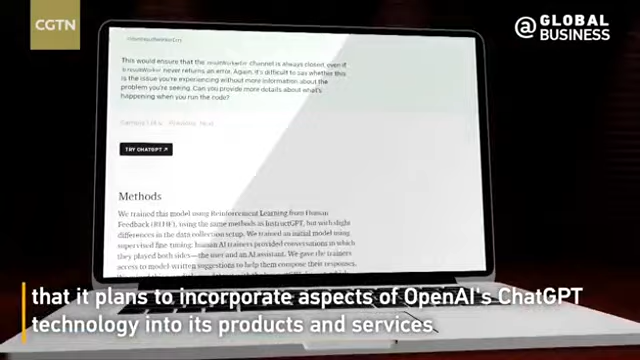 CGTN
@GLOBAL
BUSINESS
This would ensure that the resultWorkerErr channel is always closed, even if
resultWorker never returns an error. Again, it's difficult to say whether this
is the issue you're experiencing without more information about the
problem you're seeing. Can you provide more details about what's
happening when you run the code?
TRY CHATGPT ↗
Methods
We trained this model using Reinforcement Learning from Human
Feedback (RLHF), using the same methods as InstructGPT, but with slight
differences in the data collection setup. We trained an initial model using
supervised fine-tuning: human AI trainers provided conversations in which
they played both sides—the user and an AI assistant. We gave the trainers
access to model-written suggestions to help them compose their responses.
that it plans to incorporate aspects of OpenAI's ChatGPT
technology into its products and services